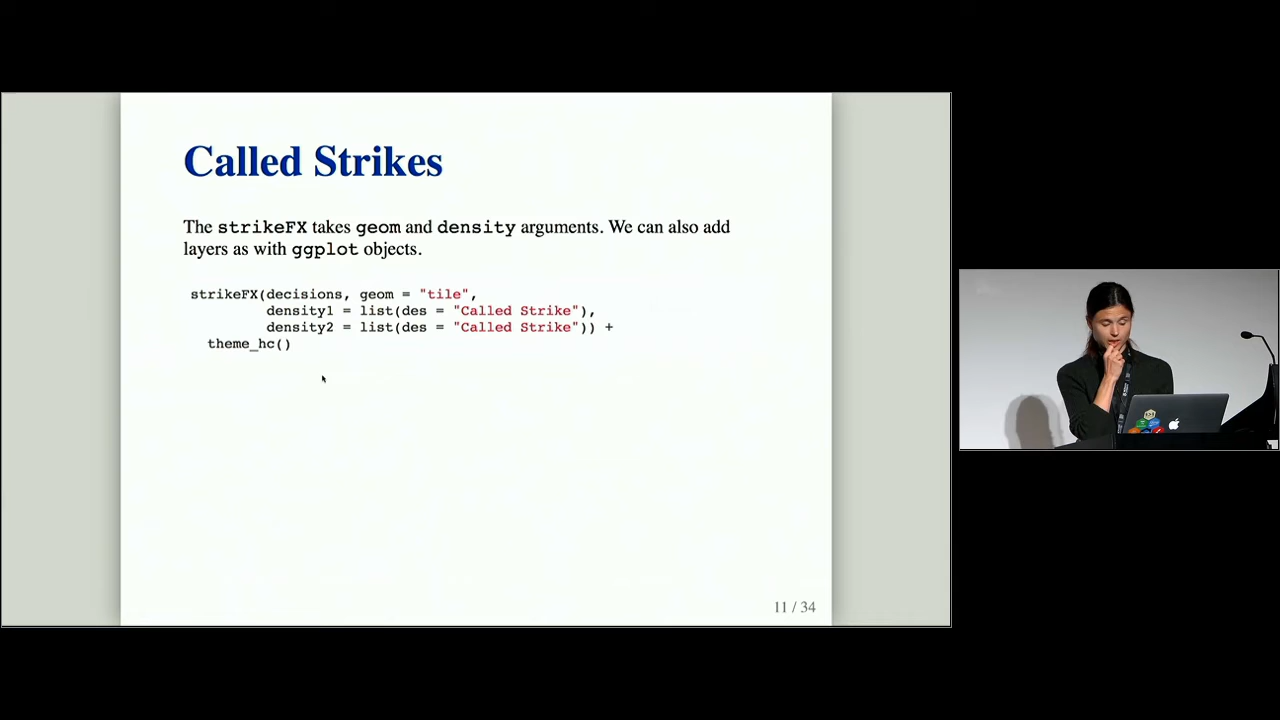 Called Strikes
The strikeFX takes geom and density arguments. We can also add
layers as with ggplot objects.
strikeFX(decisions, geom = "tile",
density1 = list(des = "Called Strike"),
density2 = list(des = "Called Strike")) +
theme_hc()
11 / 34